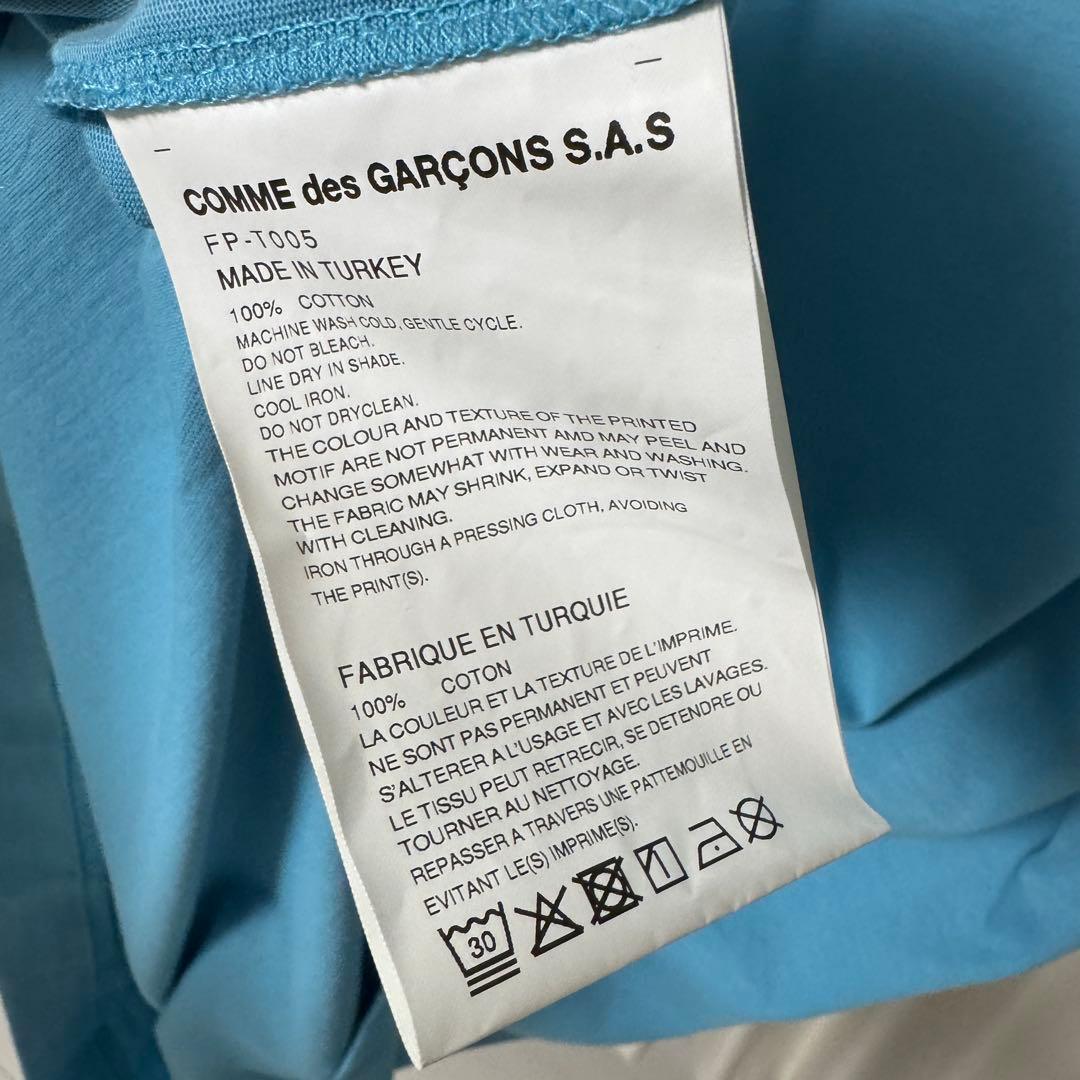 COMME des GARÇONS S.A.S
FP-T005
MADE IN TURKEY
100% COTTON
MACHINE WASH COLD, GENTLE CYCLE.
DO NOT BLEACH.
LINE DRY IN SHADE.
COOL IRON.
DO NOT DRYCLEAN.
THE COLOUR AND TEXTURE OF THE PRINTED
MOTIF ARE NOT PERMANENT AMD MAY PEEL AND
CHANGE SOMEWHAT WITH WEAR AND WASHING.
THE FABRIC MAY SHRINK, EXPAND OR TWIST
WITH CLEANING.
IRON THROUGH A PRESSING CLOTH, AVOIDING
THE PRINT(S).
FABRIQUE EN TURQUIE
100% COTON
LA COULEUR ET LA TEXTURE DE L'IMPRIME.
NE SONT PAS PERMANENT ET PEUVENT
S'ALTERER A L'USAGE ET AVEC LES LAVAGES.
LE TISSU PEUT RETRECIR, SE DETENDRE OU
TOURNER AU NETTOYAGE.
REPASSER A TRAVERS UNE PATTEMOUILLE EN
EVITANT LE(S) IMPRIME(S).
30